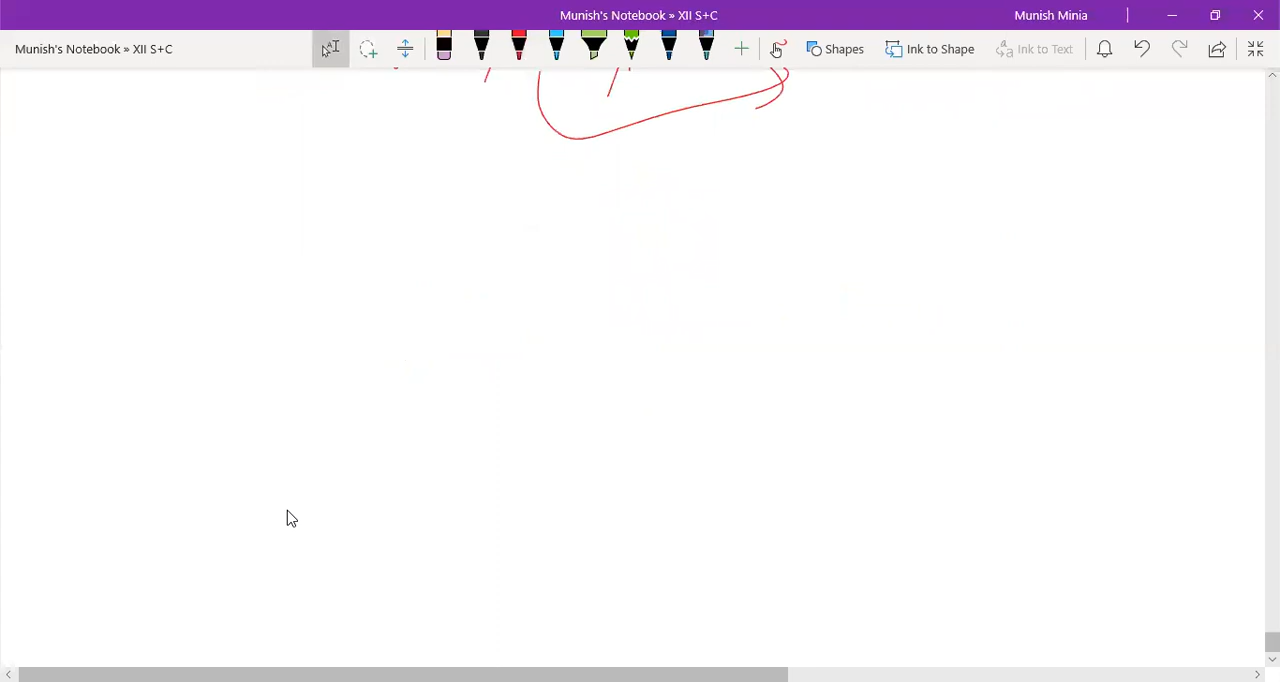 Munish's Notebook » XII S+C
Munish Minia
Munish's Notebook » XII S+C
Shapes
Ink to Shape
Ink to Text